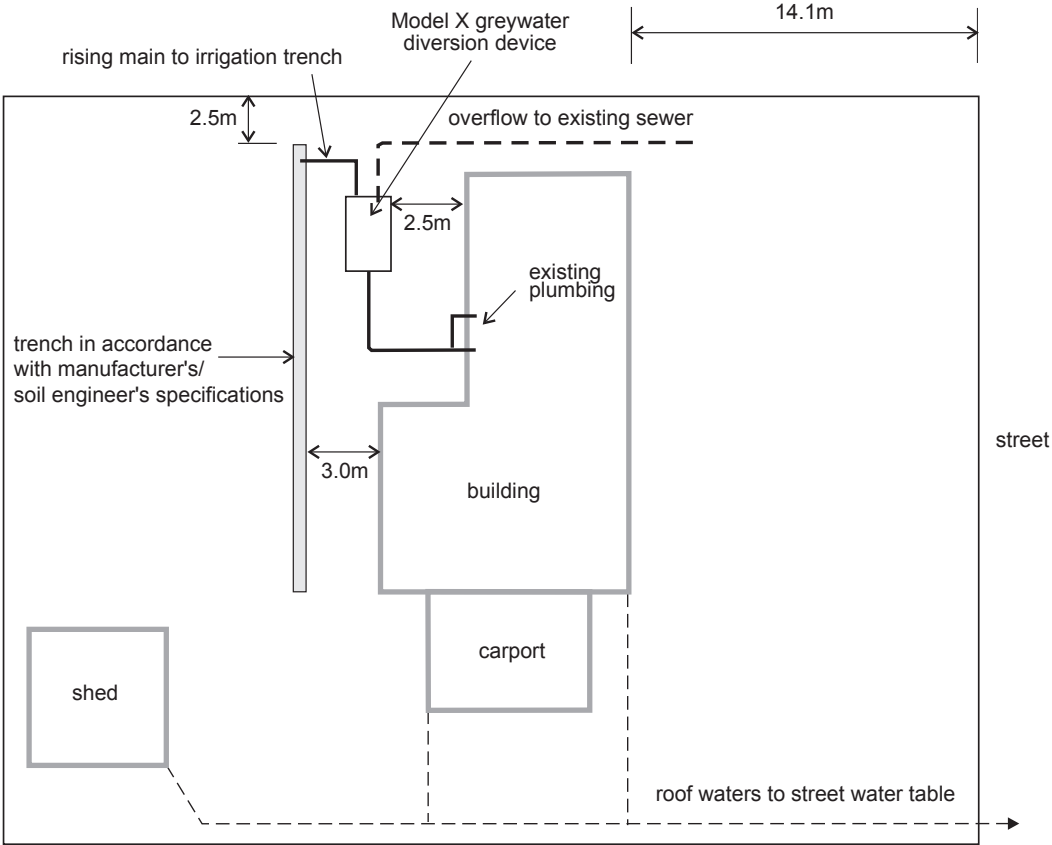 14.1m
Model X greywater
diversion device
rising main to irrigation trench
2.5m
overflow to existing sewer
2.5m
existing
plumbing
trench in accordance
with manufacturer's/
soil engineer's specifications
street
3.0m
building
carport
shed
roof waters to street water table